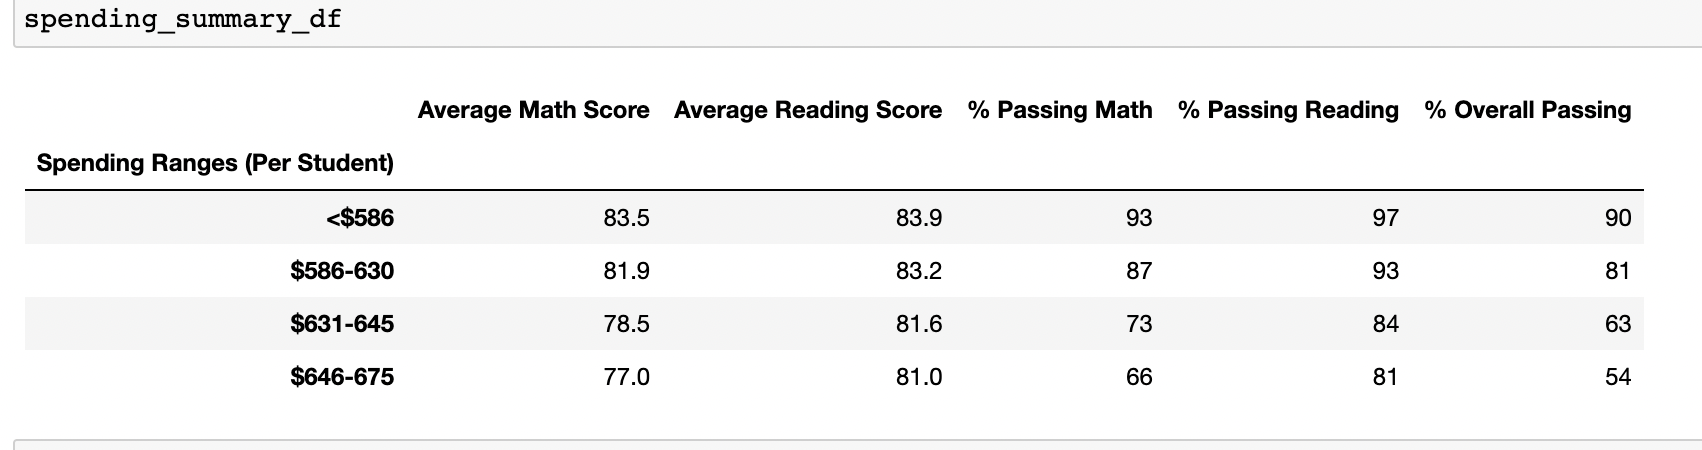 spending_summary_df
Average Math Score Average Reading Score % Passing Math % Passing Reading % Overall Passing
Spending Ranges (Per Student)
<$586 83.5 83.9 93 97 90
$586-630 81.9 83.2 87 93 81
$631-645 78.5 81.6 73 84 63
$646-675 77.0 81.0 66 81 54